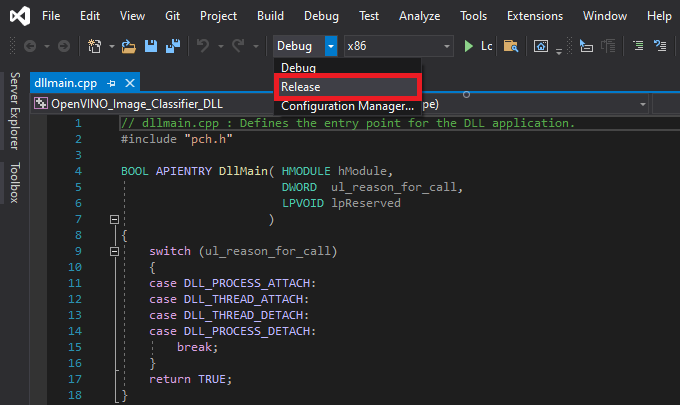 File Edit View Git Project Build Debug Test Analyze Tools Extensions Window
Debug x86 Lc
Debug
Release
Configuration Manager...
Server Explorer
Toolbox
dllmain.cpp
OpenVINO_Image_Classifier_DLL pe)
1 // dllmain.cpp : Defines the entry point for the DLL application.
2 #include "pch.h"
3
4 BOOL APIENTRY DllMain( HMODULE hModule,
5 DWORD ul_reason_for_call,
6 LPVOID lpReserved
7 )
8 {
9 switch (ul_reason_for_call)
10 {
11 case DLL_PROCESS_ATTACH:
12 case DLL_THREAD_ATTACH:
13 case DLL_THREAD_DETACH:
14 case DLL_PROCESS_DETACH:
15 break;
16 }
17 return TRUE;
18 }